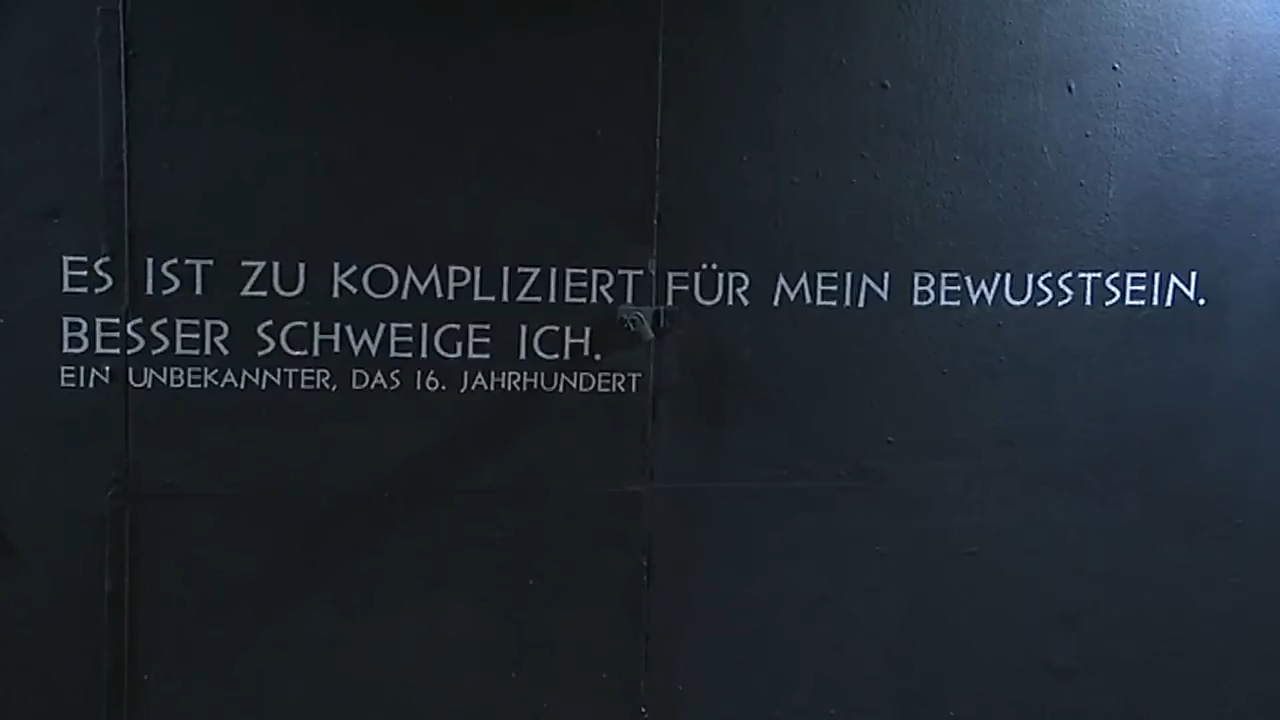 ES IST ZU KOMPLIZIERT FÜR MEIN BEWUSSTSEIN.
BESSER SCHWEIGE ICH.
EIN UNBEKANNTER, DAS 16. JAHRHUNDERT